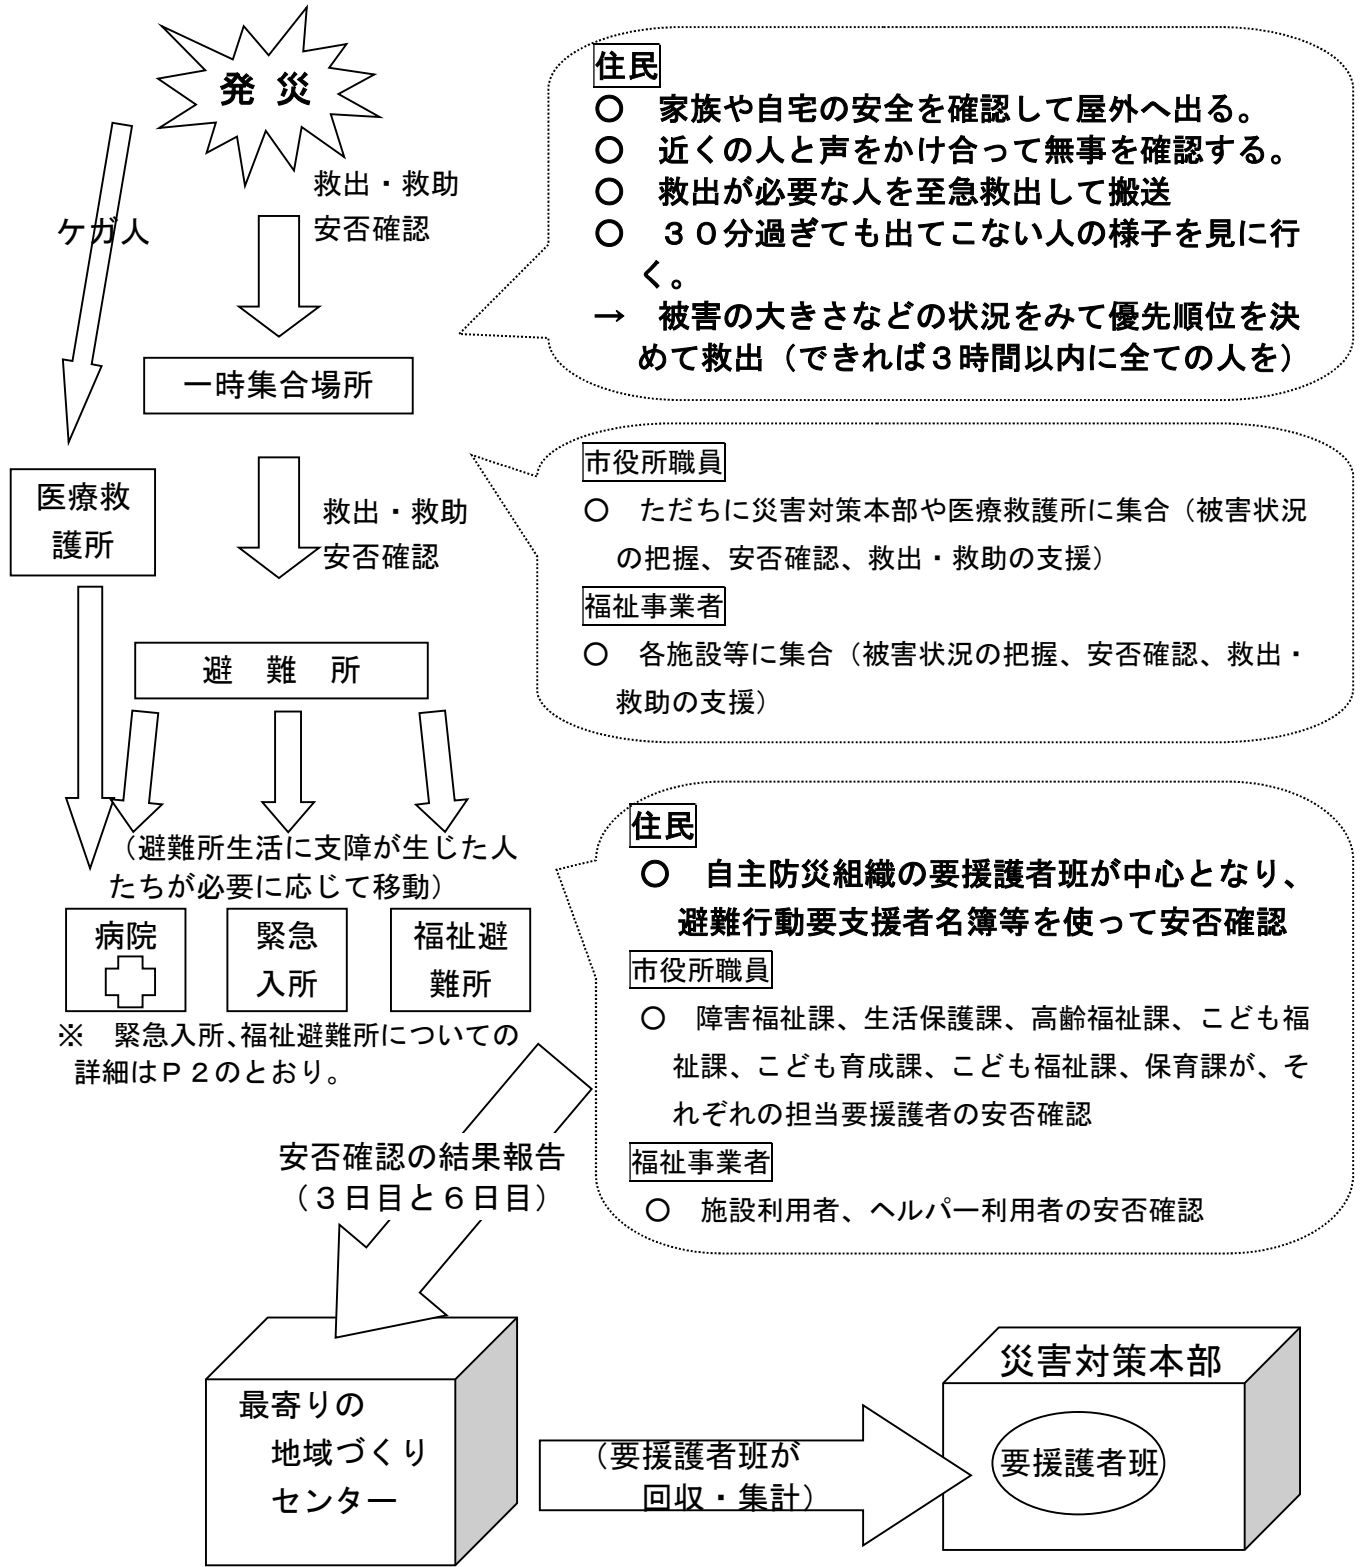 発 災
ケガ人
救出・救助
安否確認
一時集合場所
住民
○ 家族や自宅の安全を確認して屋外へ出る。
○ 近くの人と声をかけ合って無事を確認する。
○ 救出が必要な人を至急救出して搬送
○ ３０分過ぎても出てこない人の様子を見に行
く。
→ 被害の大きさなどの状況をみて優先順位を決
めて救出（できれば３時間以内に全ての人を）
医療救
護所
救出・救助
安否確認
市役所職員
○ ただちに災害対策本部や医療救護所に集合（被害状況
の把握、安否確認、救出・救助の支援）
福祉事業者
○ 各施設等に集合（被害状況の把握、安否確認、救出・
救助の支援）
避 難 所
（避難所生活に支障が生じた人
たちが必要に応じて移動）
病院
緊急
入所
福祉避
難所
※ 緊急入所、福祉避難所についての
詳細はＰ２のとおり。
住民
○ 自主防災組織の要援護者班が中心となり、
避難行動要支援者名簿等を使って安否確認
市役所職員
○ 障害福祉課、生活保護課、高齢福祉課、こども福
祉課、こども育成課、こども福祉課、保育課が、そ
れぞれの担当要援護者の安否確認
福祉事業者
○ 施設利用者、ヘルパー利用者の安否確認
安否確認の結果報告
（３日目と６日目）
最寄りの
地域づくり
センター
（要援護者班が
回収・集計）
災害対策本部
要援護者班